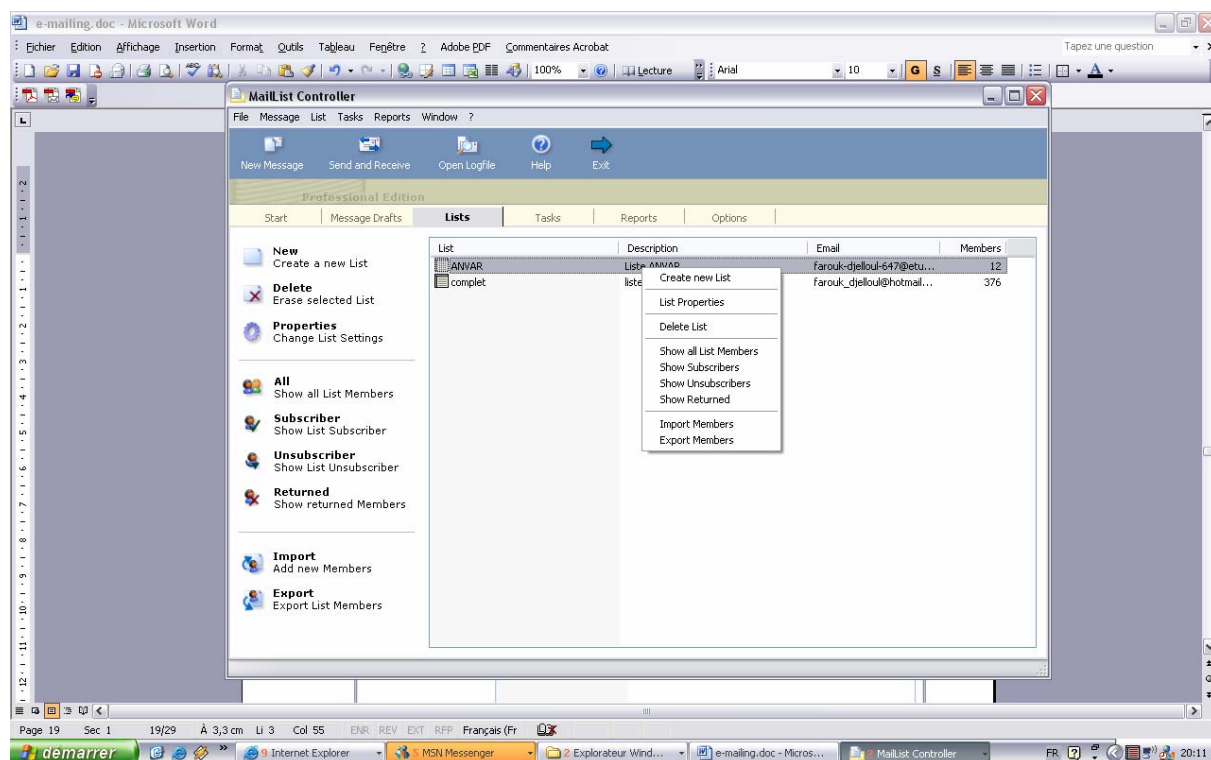 e-mailing.doc - Microsoft Word
Fichier Edition Affichage Insertion Format Outils Tableau Fenêtre ? Adobe PDF Commentaires Acrobat Tapez une question
100% Lecture Arial 10 G S A
MailList Controller
File Message List Tasks Reports Window ?
New Message Send and Receive Open Logfile Help Exit
Professional Edition
Start Message Drafts Lists Tasks Reports Options
List Description Email Members
ANVAR Liste ANVAR farouk-djelloul-647@etu... 12
complet liste farouk_djelloul@hotmail... 376
New
Create a new List
Delete
Erase selected List
Properties
Change List Settings
All
Show all List Members
Subscriber
Show List Subscriber
Unsubscriber
Show List Unsubscriber
Returned
Show returned Members
Import
Add new Members
Export
Export List Members
Create new List
List Properties
Delete List
Show all List Members
Show Subscribers
Show Unsubscribers
Show Returned
Import Members
Export Members
Page 19 Sec 1 19/29 À 3,3 cm Li 3 Col 55 ENR REV EXT RFP Français (Fr
démarrer 9 Internet Explorer 5 MSN Messenger 2 Explorateur Wind... e-mailing.doc - Micros... 2 MailList Controller FR 20:11